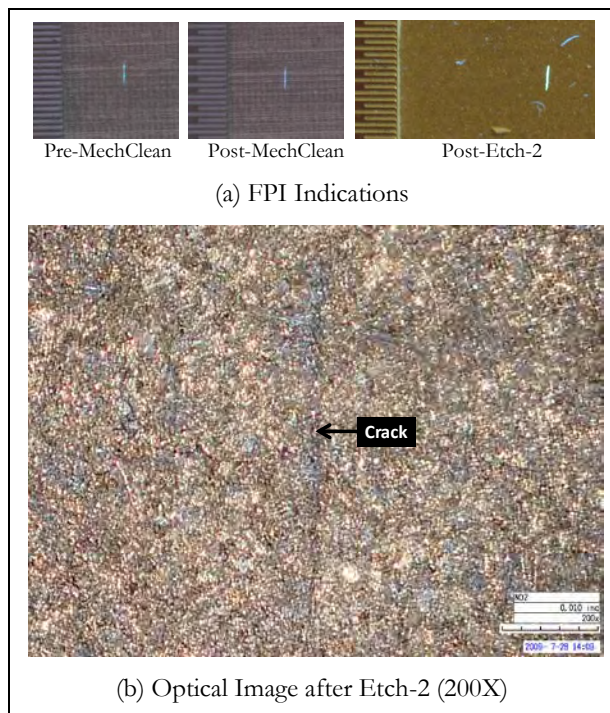 Pre-MechClean
Post-MechClean
Post-Etch-2
(a) FPI Indications
Crack
0.010 inc
200x
2009- 7-29 14:09
(b) Optical Image after Etch-2 (200X)